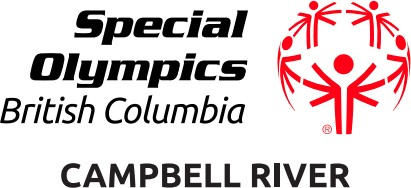 Special
Olympics
British Columbia
®
CAMPBELL RIVER